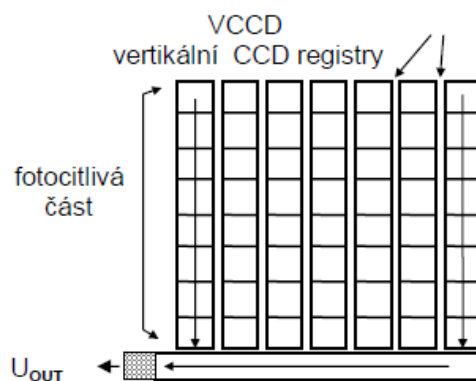 VCCD
vertikální CCD registry
fotocitlivá
část
UOUT